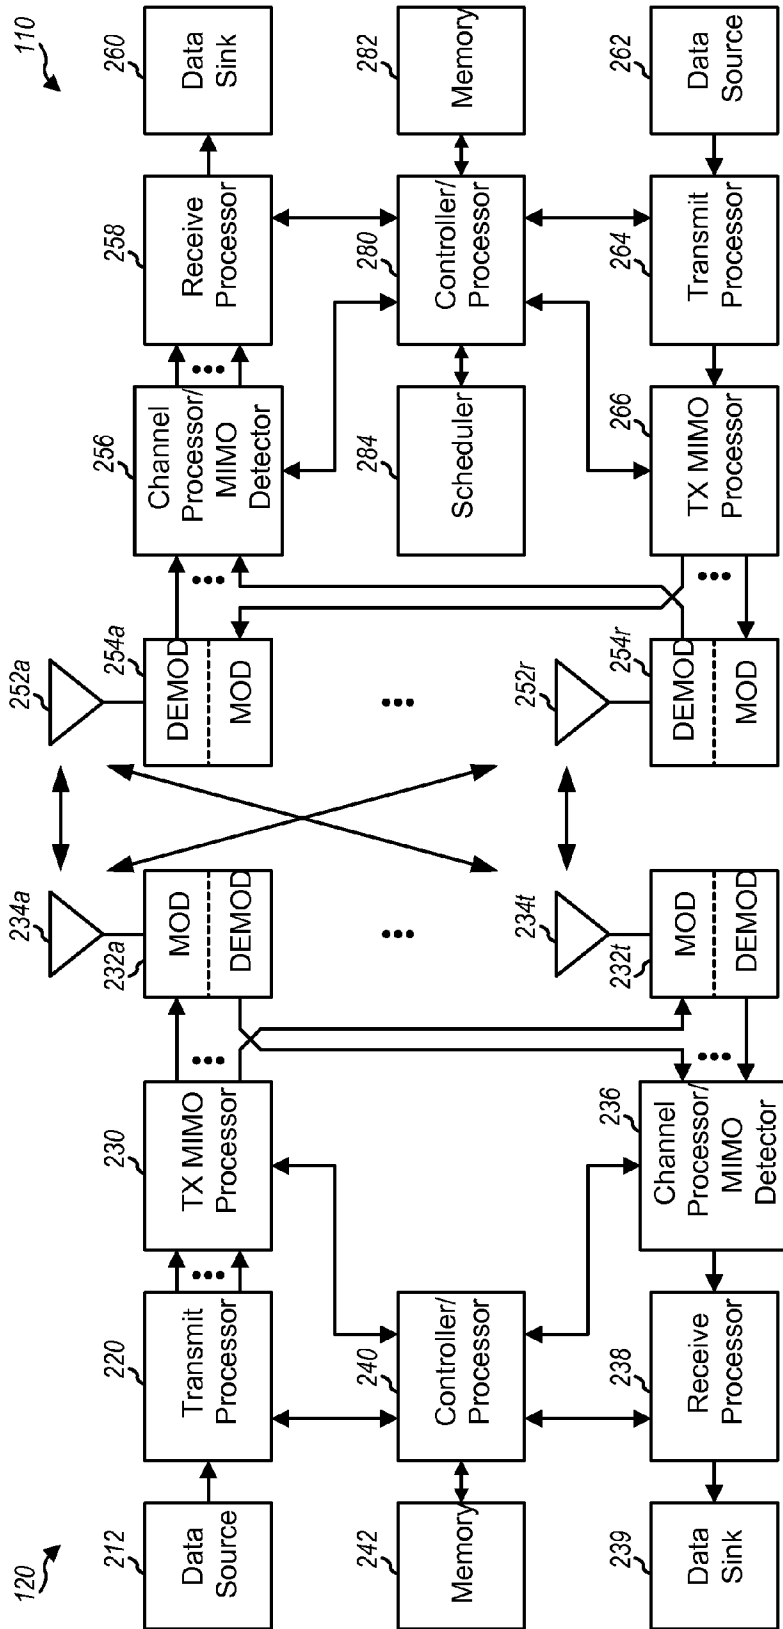 120
212
Data
Source
220
Transmit
Processor
•••
230
TX MIMO
Processor
•••
234a
232a
MOD
DEMOD
•••
234t
232t
MOD
DEMOD
•••
236
Channel
Processor/
MIMO
Detector
238
Receive
Processor
239
Data
Sink
240
Controller/
Processor
242
Memory
110
252a
254a
DEMOD
MOD
•••
252r
254r
DEMOD
MOD
•••
256
Channel
Processor/
MIMO
Detector
•••
258
Receive
Processor
260
Data
Sink
284
Scheduler
280
Controller/
Processor
282
Memory
•••
266
TX MIMO
Processor
264
Transmit
Processor
262
Data
Source